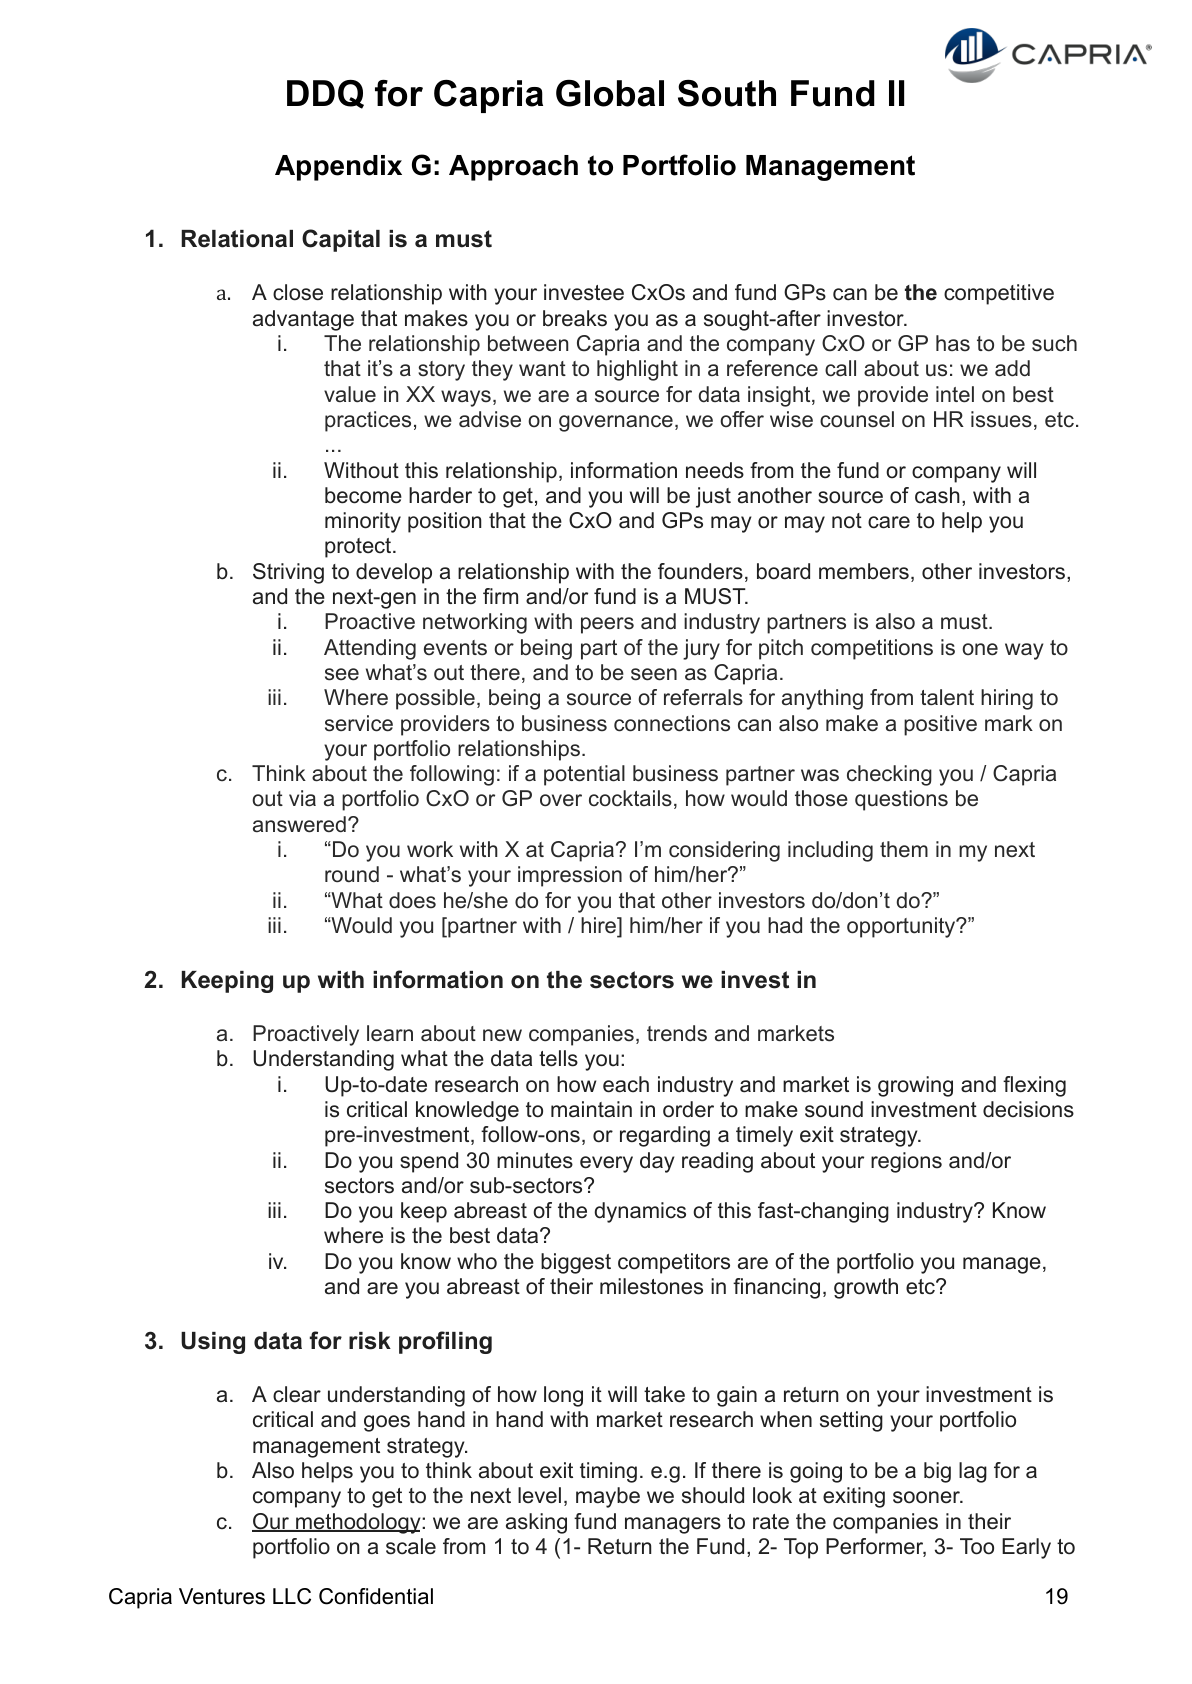 CAPRIA®
DDQ for Capria Global South Fund II
Appendix G: Approach to Portfolio Management
1. Relational Capital is a must
a. A close relationship with your investee CxOs and fund GPs can be the competitive
advantage that makes you or breaks you as a sought-after investor.
i. The relationship between Capria and the company CxO or GP has to be such
that it’s a story they want to highlight in a reference call about us: we add
value in XX ways, we are a source for data insight, we provide intel on best
practices, we advise on governance, we offer wise counsel on HR issues, etc.
...
ii. Without this relationship, information needs from the fund or company will
become harder to get, and you will be just another source of cash, with a
minority position that the CxO and GPs may or may not care to help you
protect.
b. Striving to develop a relationship with the founders, board members, other investors,
and the next-gen in the firm and/or fund is a MUST.
i. Proactive networking with peers and industry partners is also a must.
ii. Attending events or being part of the jury for pitch competitions is one way to
see what’s out there, and to be seen as Capria.
iii. Where possible, being a source of referrals for anything from talent hiring to
service providers to business connections can also make a positive mark on
your portfolio relationships.
c. Think about the following: if a potential business partner was checking you / Capria
out via a portfolio CxO or GP over cocktails, how would those questions be
answered?
i. “Do you work with X at Capria? I’m considering including them in my next
round - what’s your impression of him/her?”
ii. “What does he/she do for you that other investors do/don’t do?”
iii. “Would you [partner with / hire] him/her if you had the opportunity?”
2. Keeping up with information on the sectors we invest in
a. Proactively learn about new companies, trends and markets
b. Understanding what the data tells you:
i. Up-to-date research on how each industry and market is growing and flexing
is critical knowledge to maintain in order to make sound investment decisions
pre-investment, follow-ons, or regarding a timely exit strategy.
ii. Do you spend 30 minutes every day reading about your regions and/or
sectors and/or sub-sectors?
iii. Do you keep abreast of the dynamics of this fast-changing industry? Know
where is the best data?
iv. Do you know who the biggest competitors are of the portfolio you manage,
and are you abreast of their milestones in financing, growth etc?
3. Using data for risk profiling
a. A clear understanding of how long it will take to gain a return on your investment is
critical and goes hand in hand with market research when setting your portfolio
management strategy.
b. Also helps you to think about exit timing. e.g. If there is going to be a big lag for a
company to get to the next level, maybe we should look at exiting sooner.
c. Our methodology: we are asking fund managers to rate the companies in their
portfolio on a scale from 1 to 4 (1- Return the Fund, 2- Top Performer, 3- Too Early to
Capria Ventures LLC Confidential 19